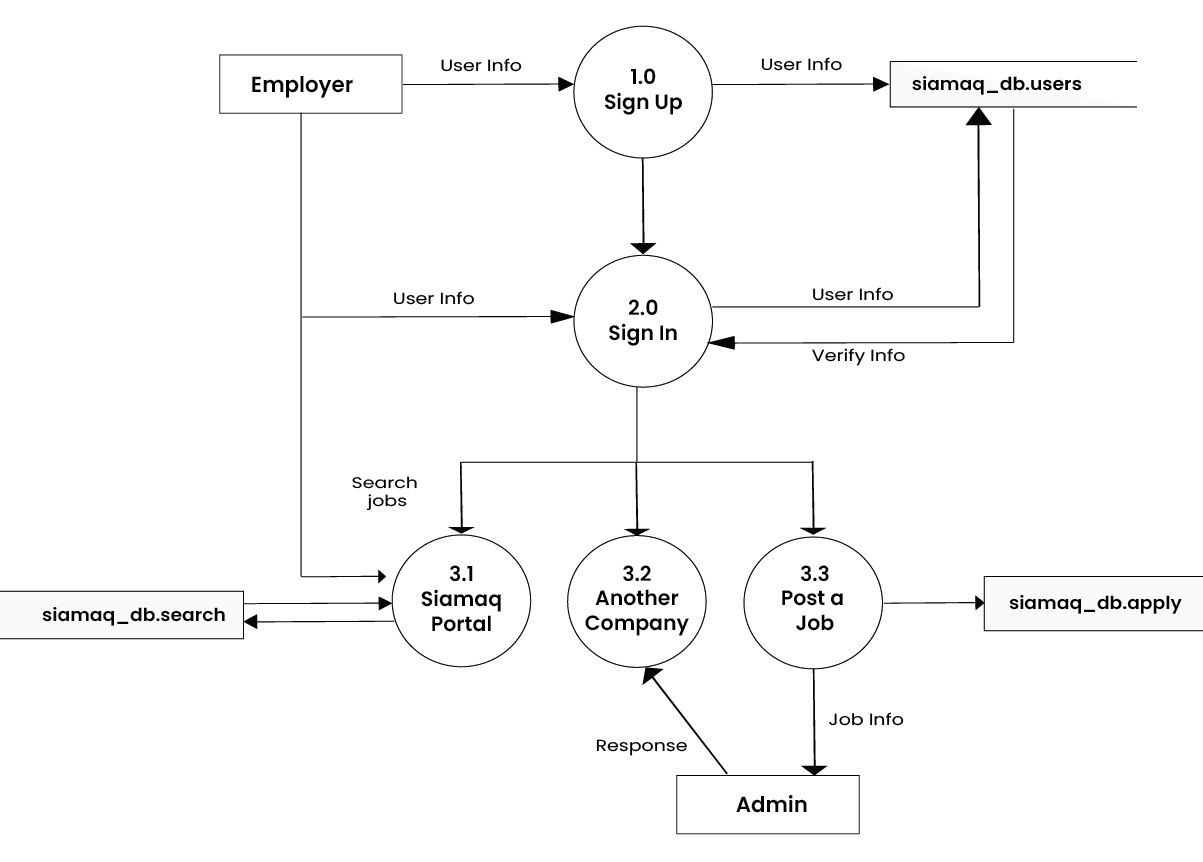 User Info
User Info
1.0
Sign Up
Employer
siamaq_db.users
User Info
User Info
2.0
Sign In
Verify Info
Search
jobs
3.1
Siamaq
Portal
3.2
Another
Company
3.3
Post a
Job
siamaq_db.search
siamaq_db.apply
Job Info
Response
Admin